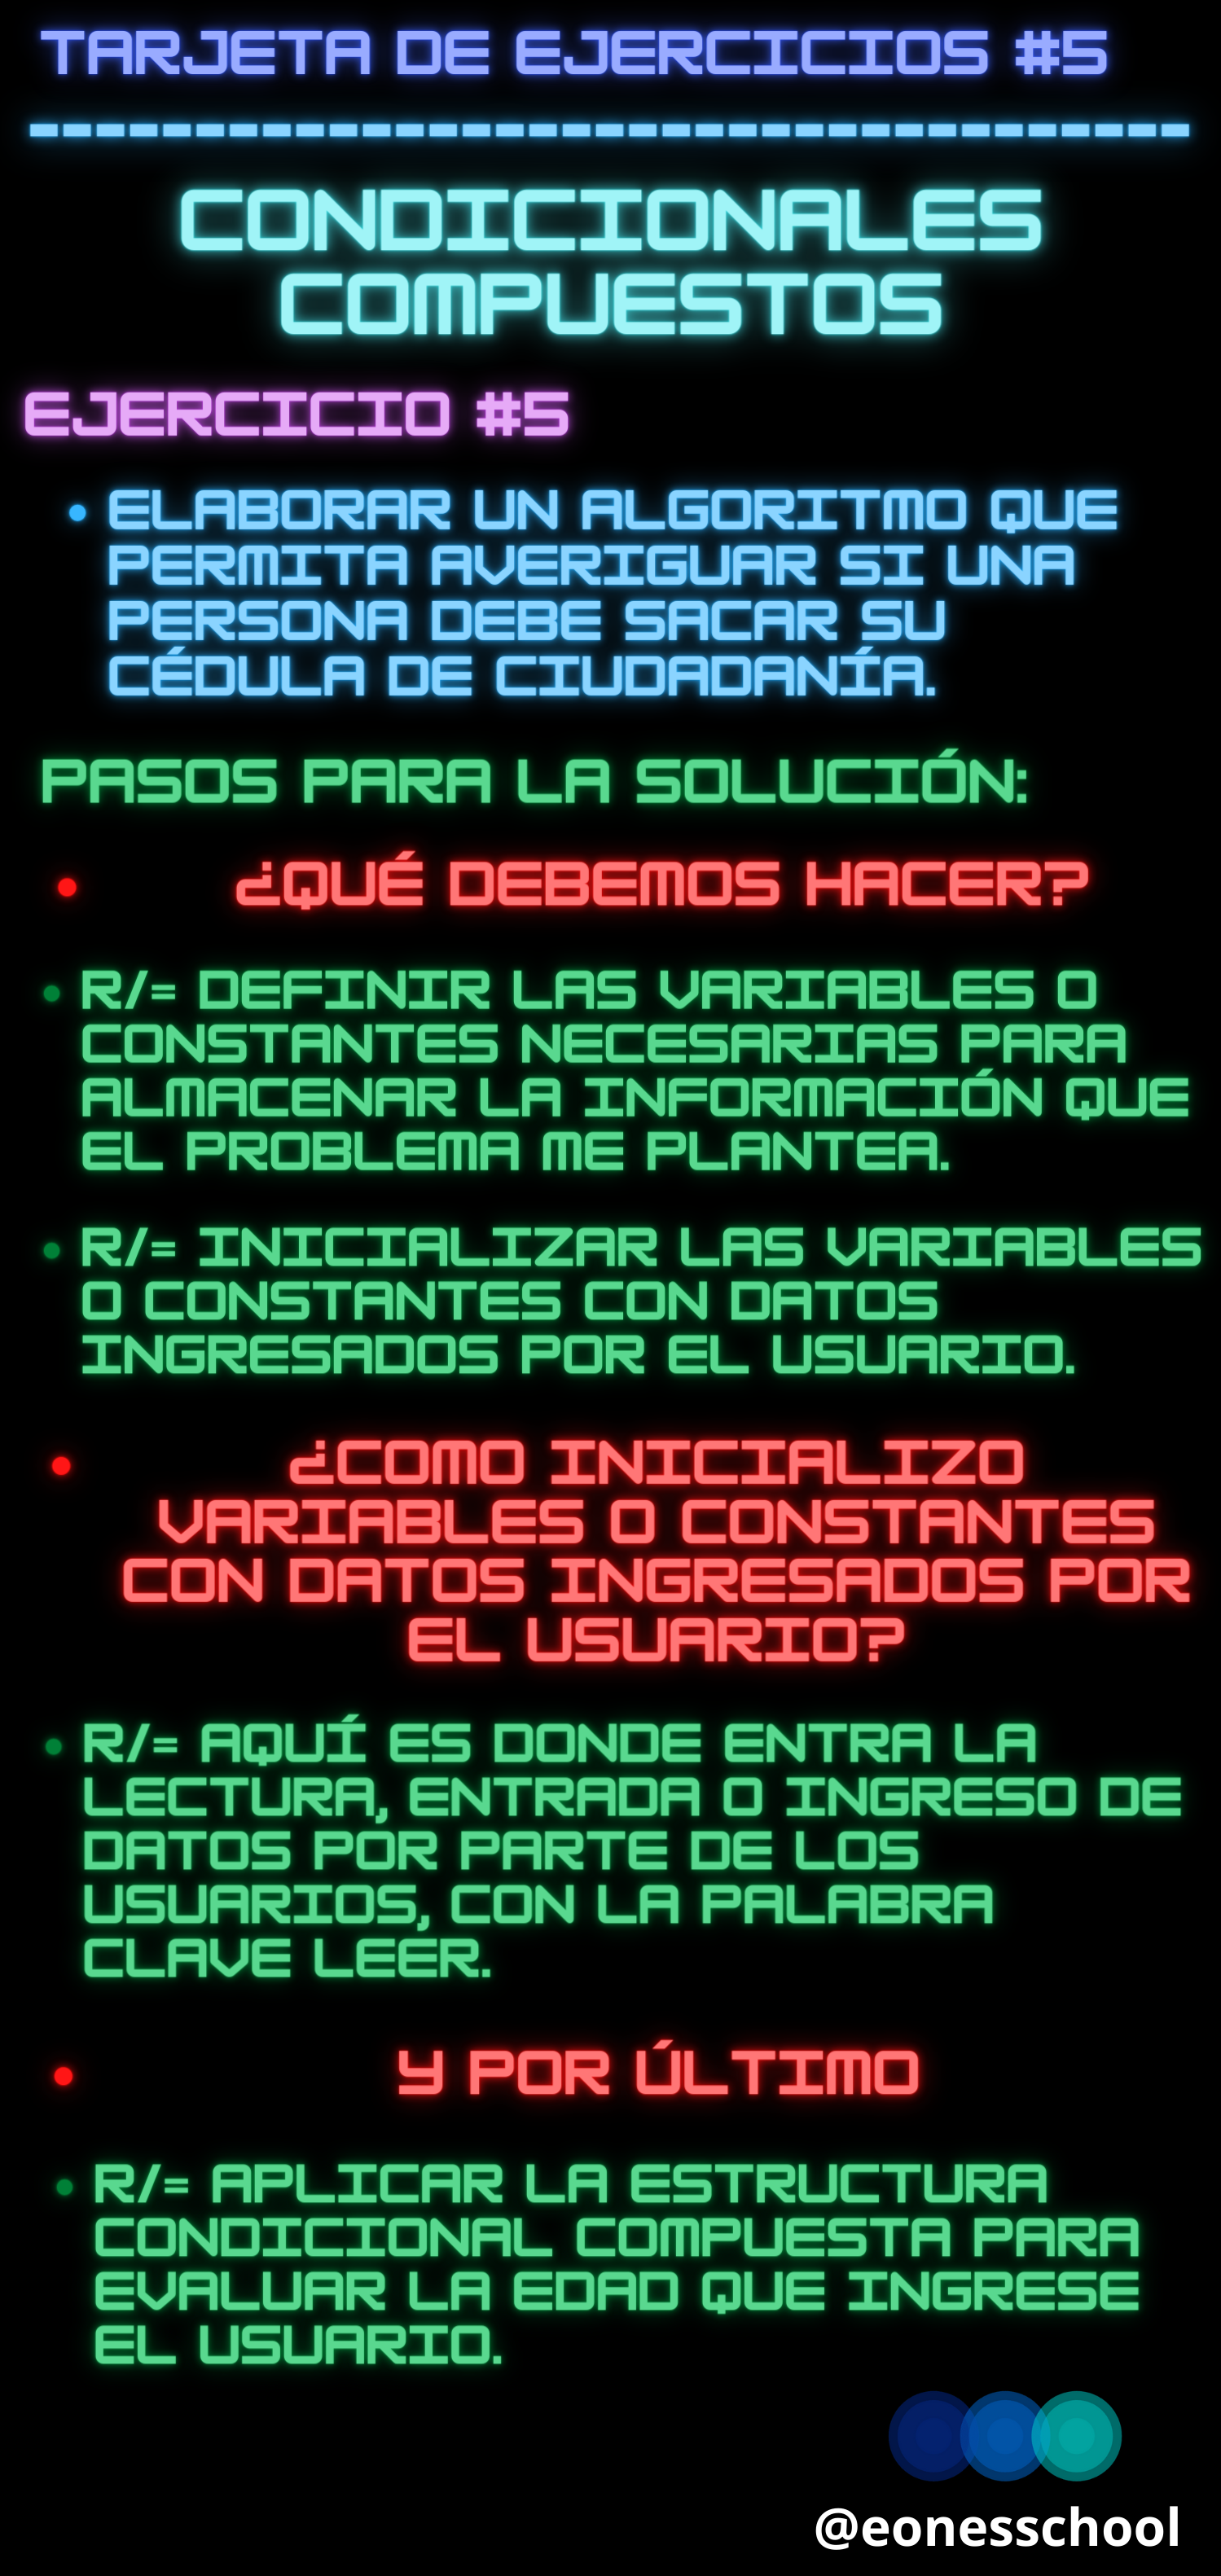 TARJETA DE EJERCICIOS #5
CONDICIONALES
COMPUESTOS
EJERCICIO #5
• ELABORAR UN ALGORITMO QUE
PERMITA AVERIGUAR SI UNA
PERSONA DEBE SACAR SU
CÉDULA DE CIUDADANÍA.
PASOS PARA LA SOLUCIÓN:
• ¿QUÉ DEBEMOS HACER?
• R/= DEFINIR LAS VARIABLES O
CONSTANTES NECESARIAS PARA
ALMACENAR LA INFORMACIÓN QUE
EL PROBLEMA ME PLANTEA.
• R/= INICIALIZAR LAS VARIABLES
O CONSTANTES CON DATOS
INGRESADOS POR EL USUARIO.
• ¿COMO INICIALIZO
VARIABLES O CONSTANTES
CON DATOS INGRESADOS POR
EL USUARIO?
• R/= AQUÍ ES DONDE ENTRA LA
LECTURA, ENTRADA O INGRESO DE
DATOS POR PARTE DE LOS
USUARIOS, CON LA PALABRA
CLAVE LEER.
• Y POR ÚLTIMO
• R/= APLICAR LA ESTRUCTURA
CONDICIONAL COMPUESTA PARA
EVALUAR LA EDAD QUE INGRESE
EL USUARIO.
@eonesschool